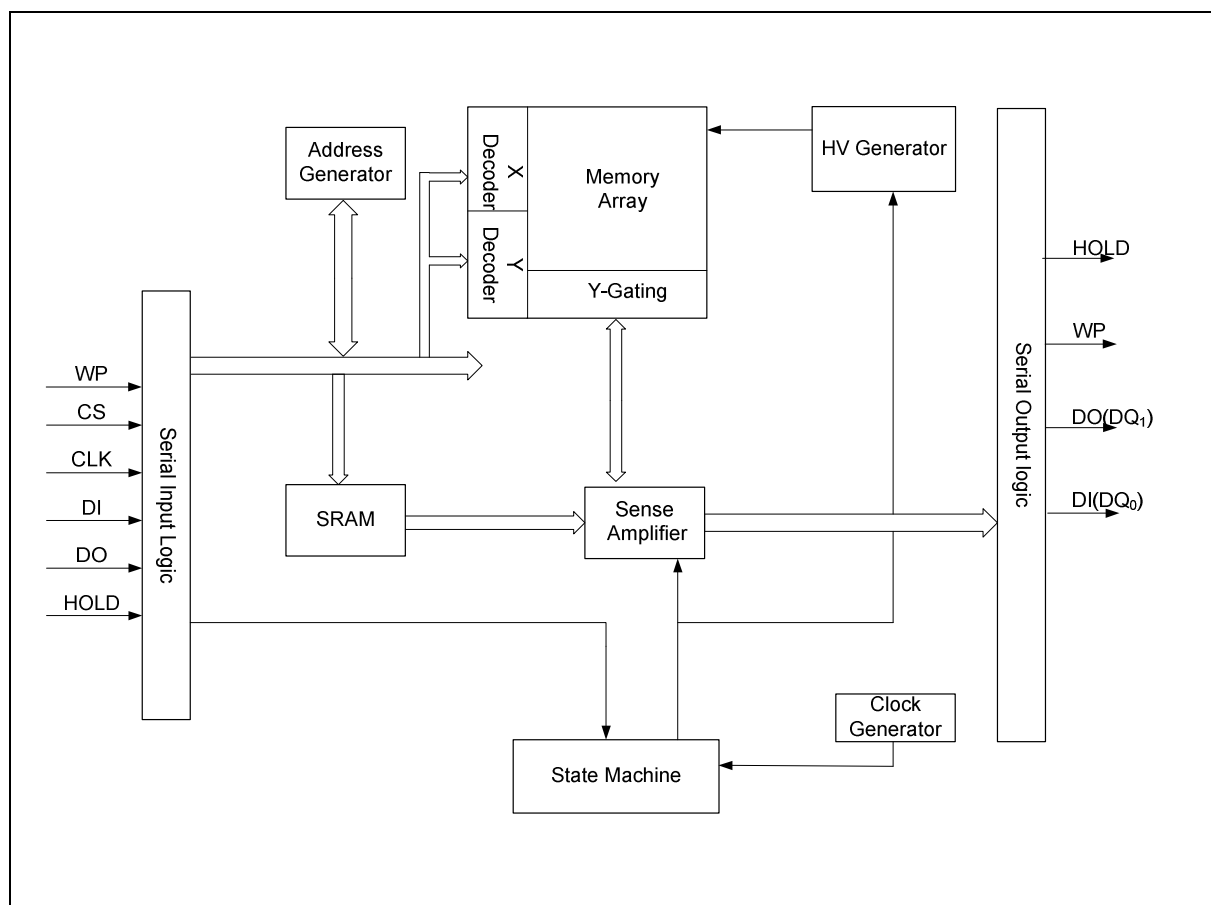 Address
Generator
X
Decoder
Y
Decoder
Memory
Array
Y-Gating
HV Generator
WP
CS
CLK
DI
DO
HOLD
Serial Input Logic
SRAM
Sense
Amplifier
State Machine
Clock
Generator
Serial Output logic
HOLD
WP
DO(DQ₁)
DI(DQ₀)